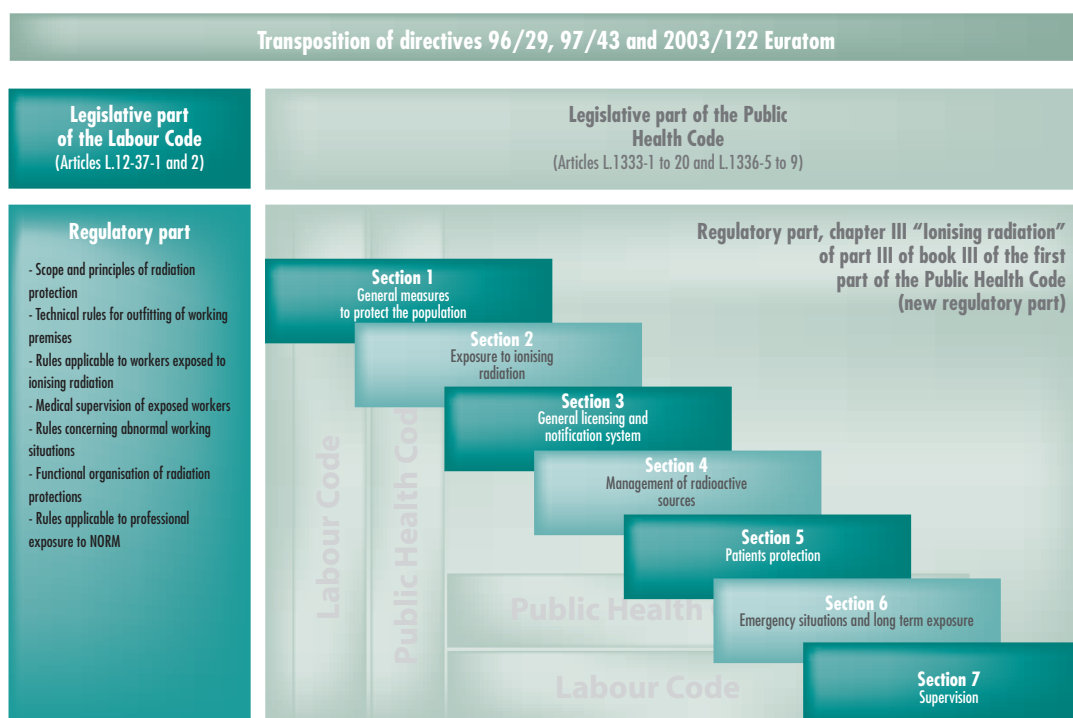 Transposition of directives 96/29, 97/43 and 2003/122 Euratom
Legislative part
of the Labour Code
(Articles L.12-37-1 and 2)
Legislative part of the Public
Health Code
(Articles L.1333-1 to 20 and L.1336-5 to 9)
Regulatory part
- Scope and principles of radiation
protection
- Technical rules for outfitting of working
premises
- Rules applicable to workers exposed to
ionising radiation
- Medical supervision of exposed workers
- Rules concerning abnormal working
situations
- Functional organisation of radiation
protections
- Rules applicable to professional
exposure to NORM
Regulatory part, chapter III “Ionising radiation”
of part III of book III of the first
part of the Public Health Code
(new regulatory part)
Section 1
General measures
to protect the population
Section 2
Exposure to ionising
radiation
Section 3
General licensing and
notification system
Section 4
Management of radioactive
sources
Section 5
Patients protection
Section 6
Emergency situations and long term exposure
Section 7
Supervision
Labour Code
Public Health Cod
Public Health C
Labour Code